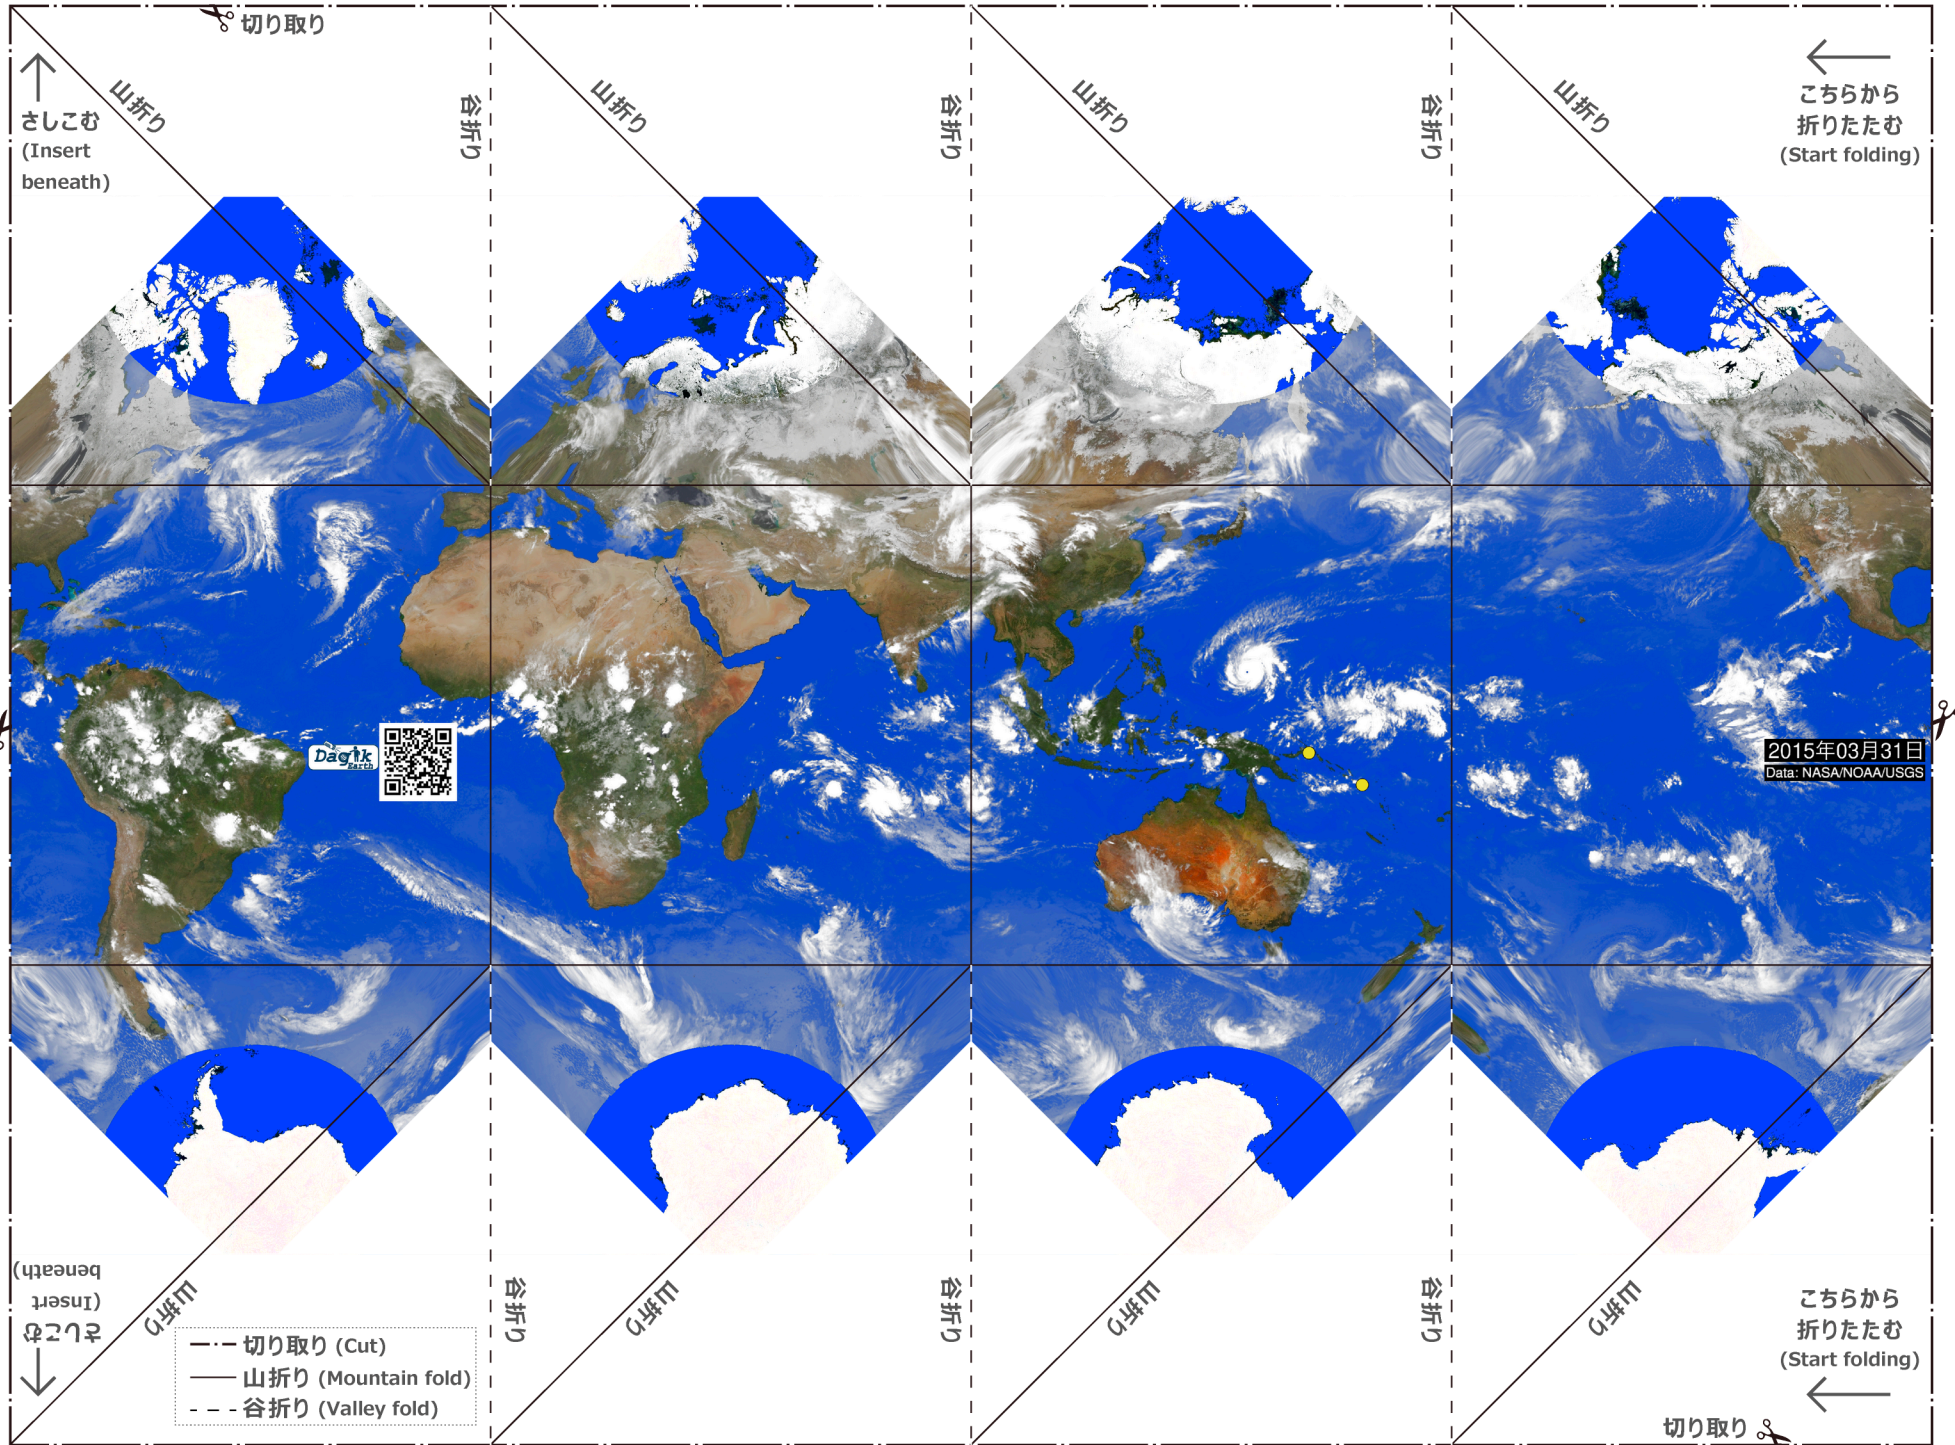 切り取り
山折り
谷折り
山折り
谷折り
山折り
谷折り
山折り
さしこむ
(Insert
beneath)
こちらから
折りたたむ
(Start folding)
Dagik
Earth
2015年03月31日
Data: NASA/NOAA/USGS
さしこむ
(Insert
beneath)
山折り
谷折り
山折り
谷折り
山折り
谷折り
山折り
こちらから
折りたたむ
(Start folding)
切り取り (Cut)
山折り (Mountain fold)
谷折り (Valley fold)
切り取り